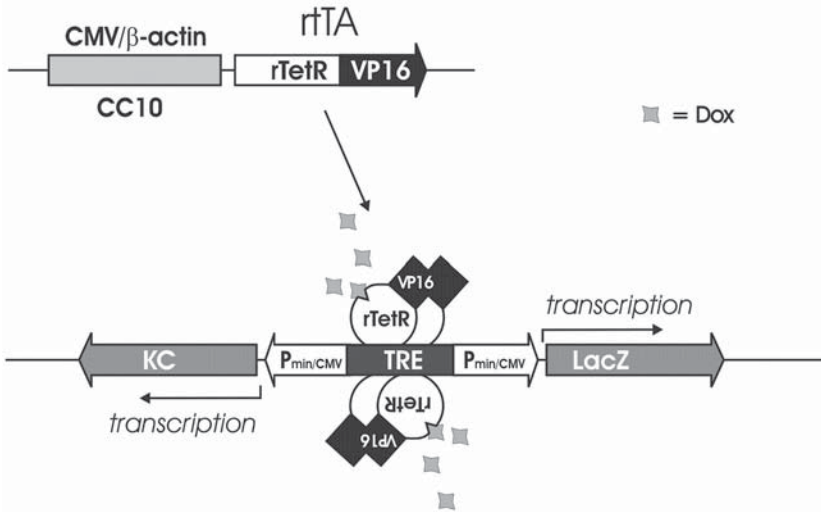 rtTA
CMV/β-actin
rTetR VP16
CC10
= Dox
VP16
rTetR
transcription
KC Pmin/CMV TRE Pmin/CMV LacZ
transcription
rTetR
VP16